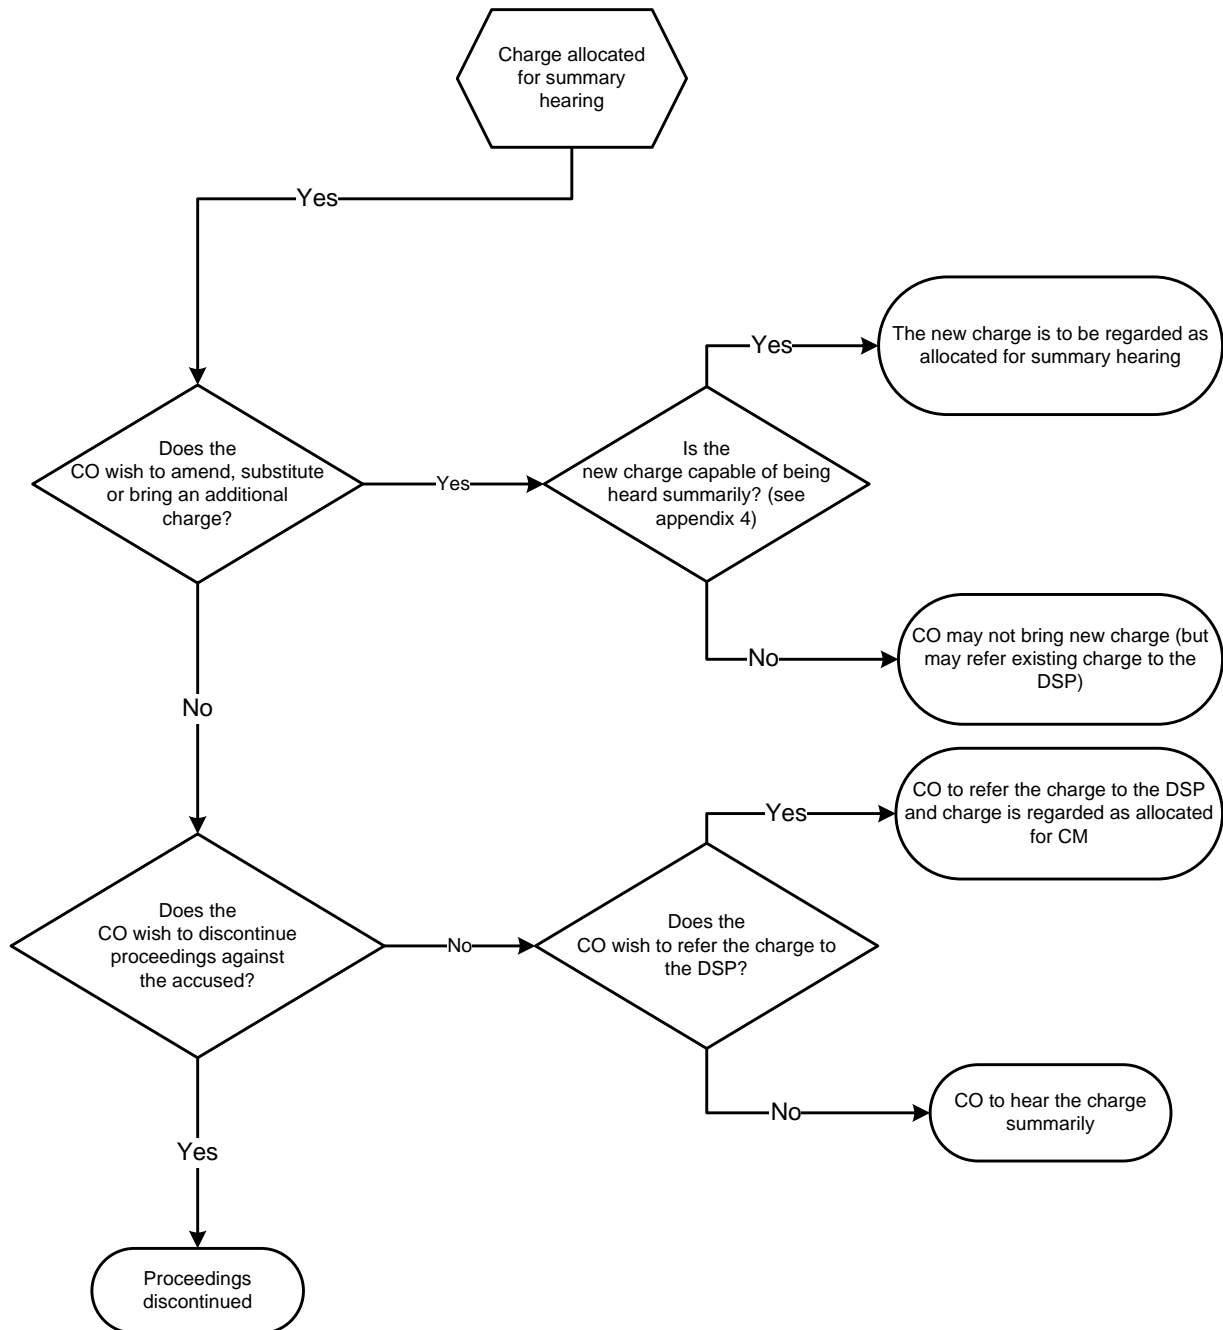 Charge allocated
for summary
hearing
Yes
Yes
The new charge is to be regarded as
allocated for summary hearing
Does the
CO wish to amend, substitute
or bring an additional
charge?
Yes
Is the
new charge capable of being
heard summarily? (see
appendix 4)
No
CO may not bring new charge (but
may refer existing charge to the
DSP)
No
Yes
CO to refer the charge to the DSP
and charge is regarded as allocated
for CM
Does the
CO wish to discontinue
proceedings against
the accused?
No
Does the
CO wish to refer the charge to
the DSP?
No
CO to hear the charge
summarily
Yes
Proceedings
discontinued